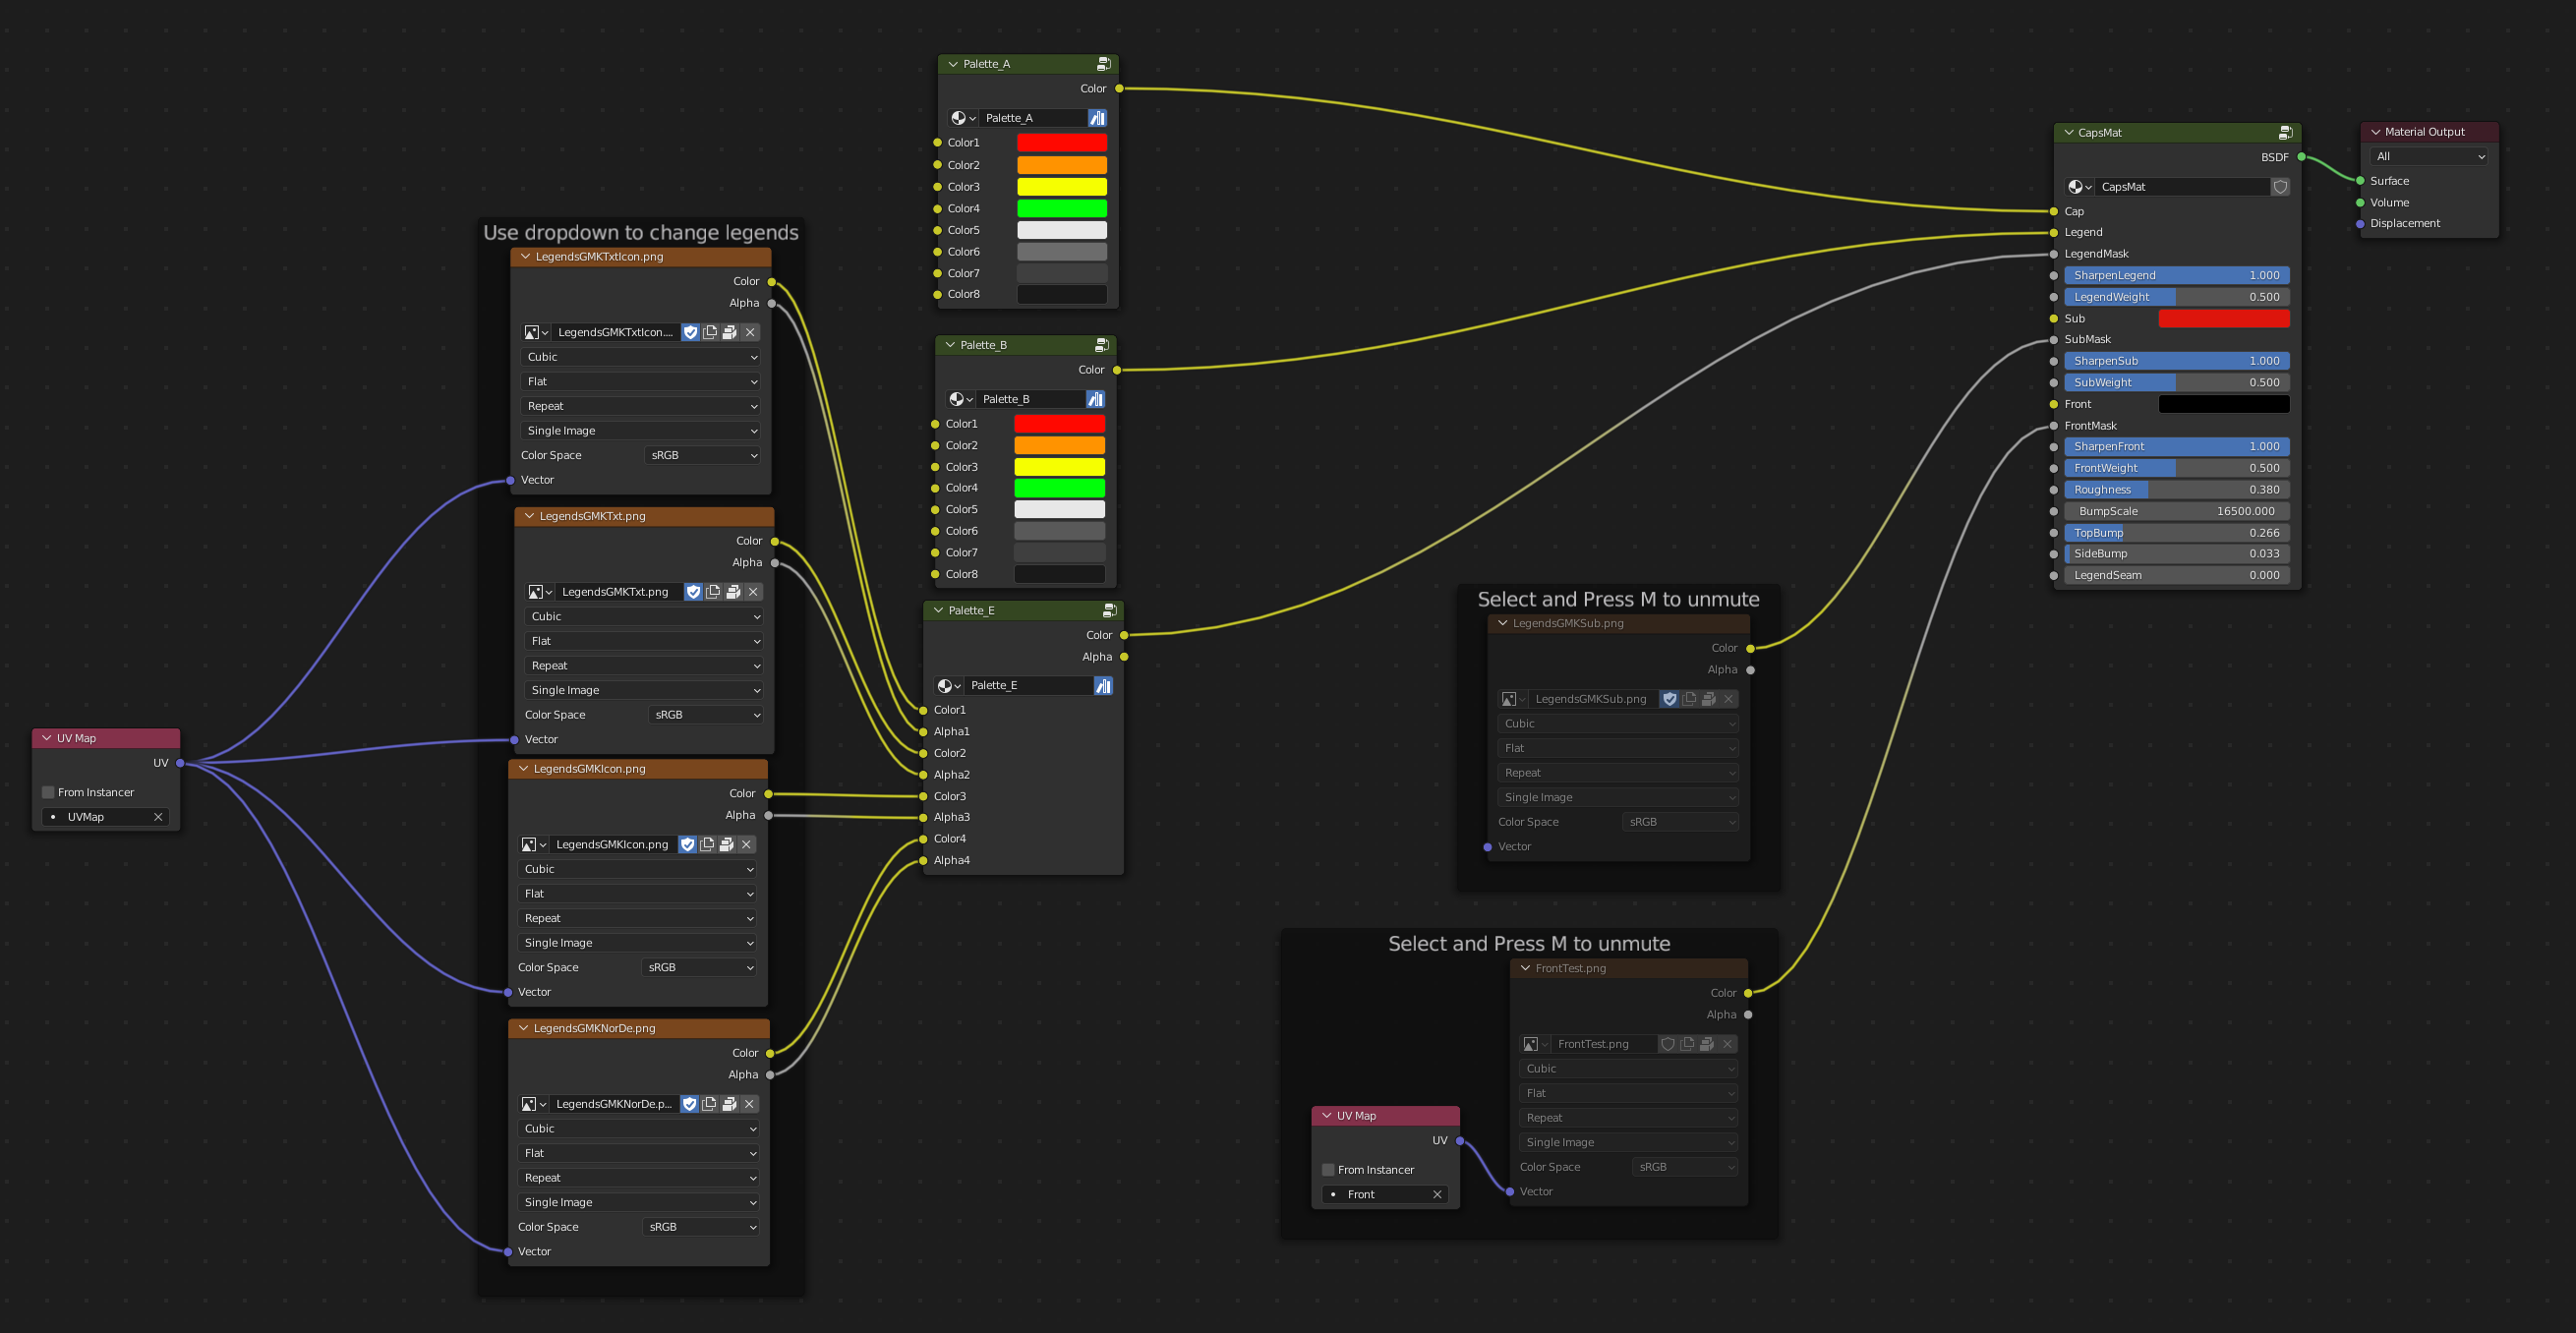 Palette_A
Color
Palette_A
Color1
Color2
Color3
Color4
Color5
Color6
Color7
Color8
CapsMat
BSDF
CapsMat
Cap
Legend
LegendMask
SharpenLegend 1.000
LegendWeight 0.500
Sub
SubMask
SharpenSub 1.000
SubWeight 0.500
Front
FrontMask
SharpenFront 1.000
FrontWeight 0.500
Roughness 0.380
BumpScale 16500.000
TopBump 0.266
SideBump 0.033
LegendSeam 0.000
Material Output
All
Surface
Volume
Displacement
Use dropdown to change legends
LegendsGMKTxtIcon.png
Color
Alpha
LegendsGMKTxtIcon....
Cubic
Flat
Repeat
Single Image
Color Space sRGB
Vector
Palette_B
Color
Palette_B
Color1
Color2
Color3
Color4
Color5
Color6
Color7
Color8
LegendsGMKTxt.png
Color
Alpha
LegendsGMKTxt.png
Cubic
Flat
Repeat
Single Image
Color Space sRGB
Vector
Palette_E
Color
Alpha
Palette_E
Color1
Alpha1
Color2
Alpha2
Color3
Alpha3
Color4
Alpha4
Select and Press M to unmute
LegendsGMKSub.png
Color
Alpha
LegendsGMKSub.png
Cubic
Flat
Repeat
Single Image
Color Space sRGB
Vector
UV Map
UV
From Instancer
UVMap
LegendsGMKIcon.png
Color
Alpha
LegendsGMKIcon.png
Cubic
Flat
Repeat
Single Image
Color Space sRGB
Vector
LegendsGMKNorDe.png
Color
Alpha
LegendsGMKNorDe.p...
Cubic
Flat
Repeat
Single Image
Color Space sRGB
Vector
Select and Press M to unmute
FrontTest.png
Color
Alpha
FrontTest.png
Cubic
Flat
Repeat
Single Image
Color Space sRGB
Vector
UV Map
UV
From Instancer
Front